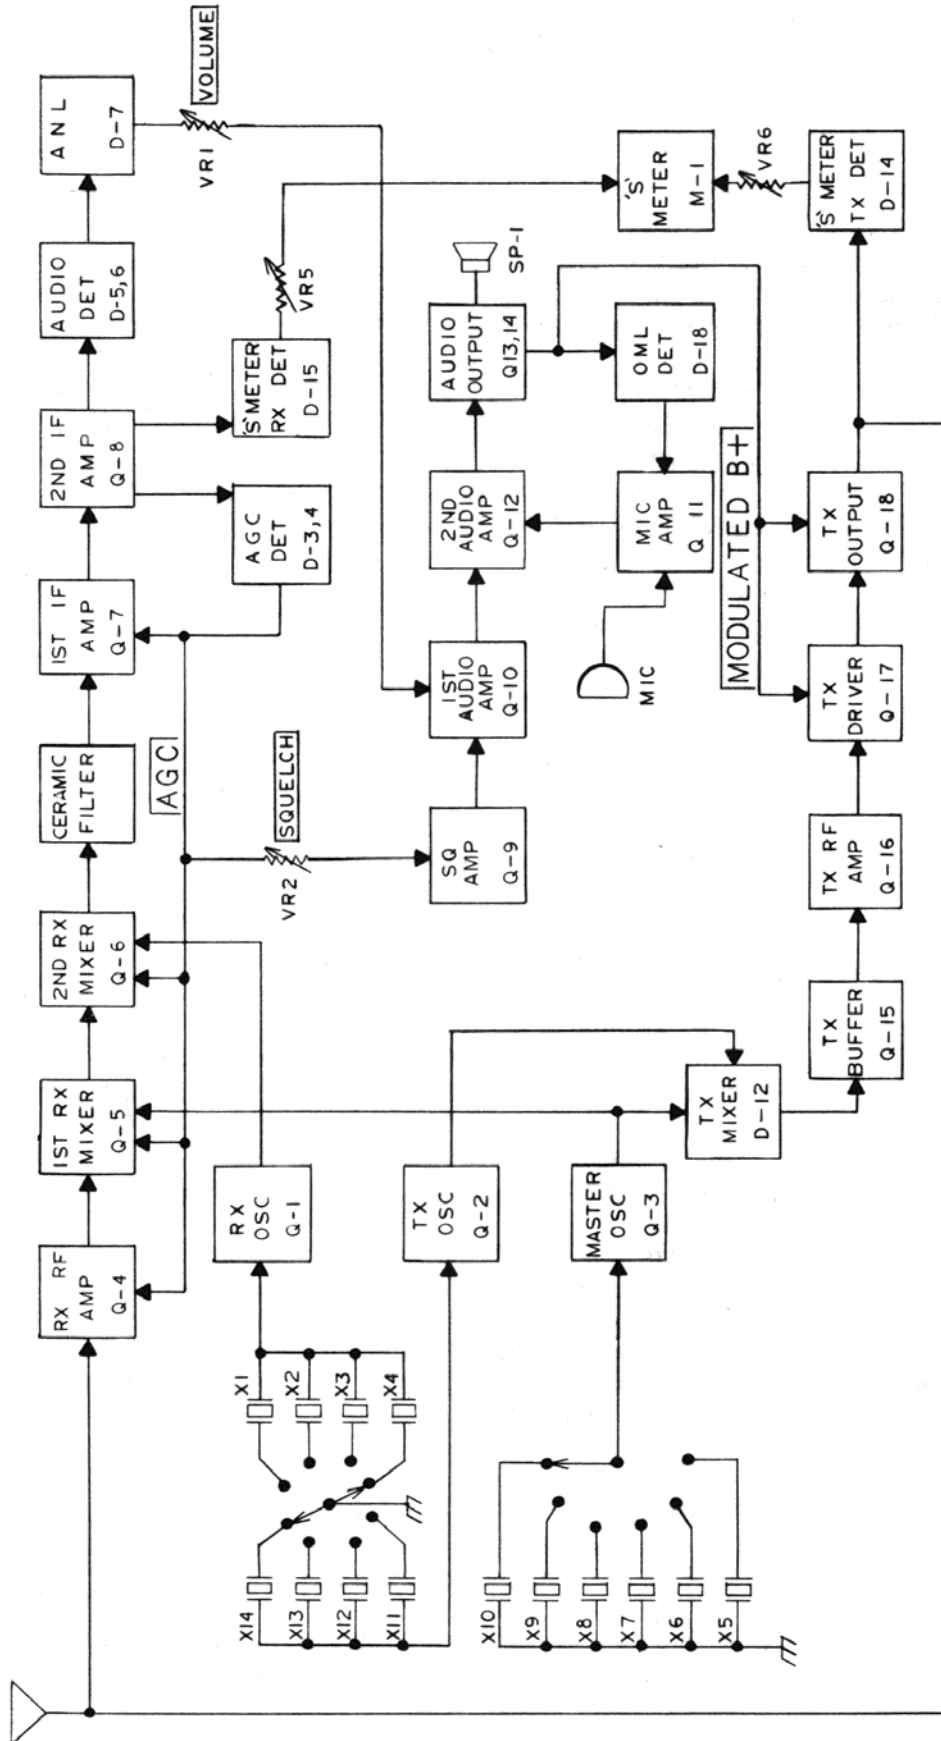 RX RF
AMP
Q-4
IST RX
MIXER
Q-5
2ND RX
MIXER
Q-6
CERAMIC
FILTER
IST IF
AMP
Q-7
2ND IF
AMP
Q-8
AUDIO
DET
D-5,6
ANL
D-7
VR1
VOLUME
AGC
AGC
DET
D-3,4
'S' METER
RX DET
D-15
VR5
RX
OSC
Q-1
VR2
SQUELCH
X1
X2
X3
X4
X14
X13
X12
X11
TX
OSC
Q-2
SQ
AMP
Q-9
IST
AUDIO
AMP
Q-10
2ND
AUDIO
AMP
Q-12
AUDIO
OUTPUT
Q13,14
SP-1
X10
X9
X8
X7
X6
X5
MASTER
OSC
Q-3
MIC
MIC
AMP
Q 11
OML
DET
D-18
'S'
METER
M-1
TX
MIXER
D-12
MODULATED B+
VR6
TX
BUFFER
Q-15
TX RF
AMP
Q-16
TX
DRIVER
Q-17
TX
OUTPUT
Q-18
'S' METER
TX DET
D-14